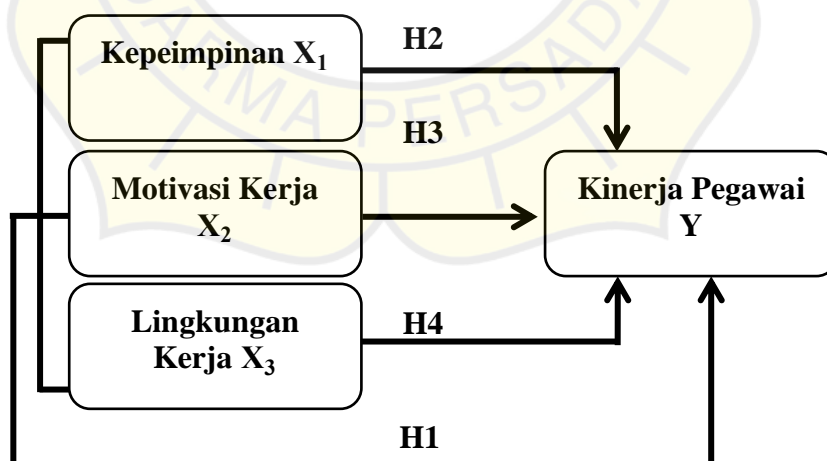 Kepeimpinan X₁
H2
H3
Motivasi Kerja
X₂
Kinerja Pegawai
Y
Lingkungan
Kerja X₃
H4
H1